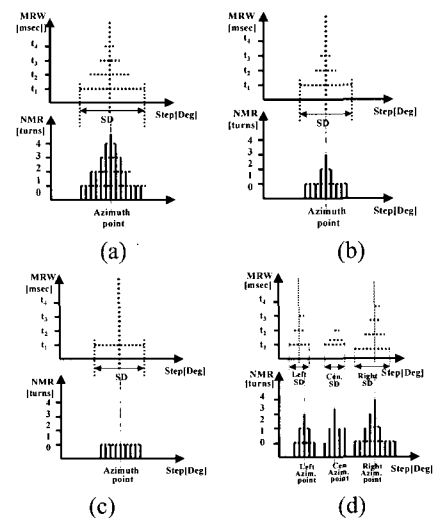 MRW
[msec]
t₄
t₃
t₂
t₁
Step[Deg]
SD
NMR
[turns]
4
3
2
1
0
Azimuth
point
Step[Deg]
(a)
MRW
[msec]
t₄
t₃
t₂
t₁
Step[Deg]
SD
NMR
[turns]
4
3
2
1
0
Azimuth
point
Step[Deg]
(b)
MRW
[msec]
t₄
t₃
t₂
t₁
Step[Deg]
SD
NMR
[turns]
4
3
2
1
0
Azimuth
point
Step[Deg]
(c)
MRW
[msec]
t₄
t₃
t₂
t₁
Left
SD
Cen.
SD
Right
SD
Step[Deg]
NMR
[turns]
4
3
2
1
0
Left
Azim.
point
Cen
Azim.
point
Right
Azim.
point
Step[Deg]
(d)